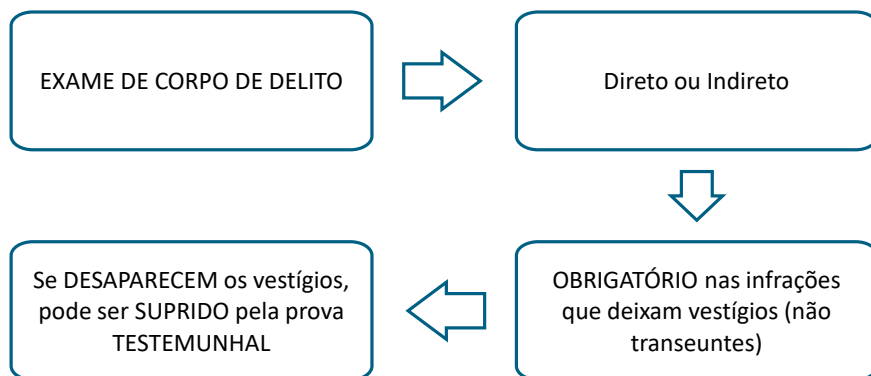 EXAME DE CORPO DE DELITO
Direto ou Indireto
OBRIGATÓRIO nas infrações
que deixam vestígios (não
transeuntes)
Se DESAPARECEM os vestígios,
pode ser SUPRIDO pela prova
TESTEMUNHAL